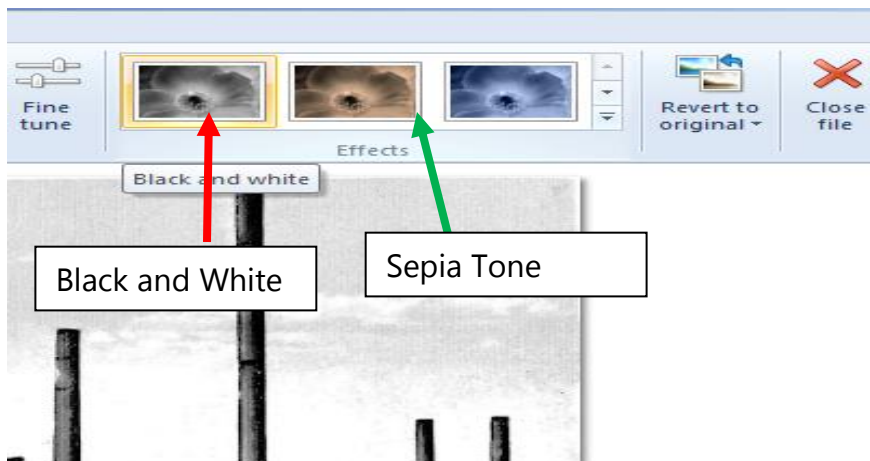 Fine
tune
Effects
Revert to
original
Close
file
Black and white
Black and White
Sepia Tone